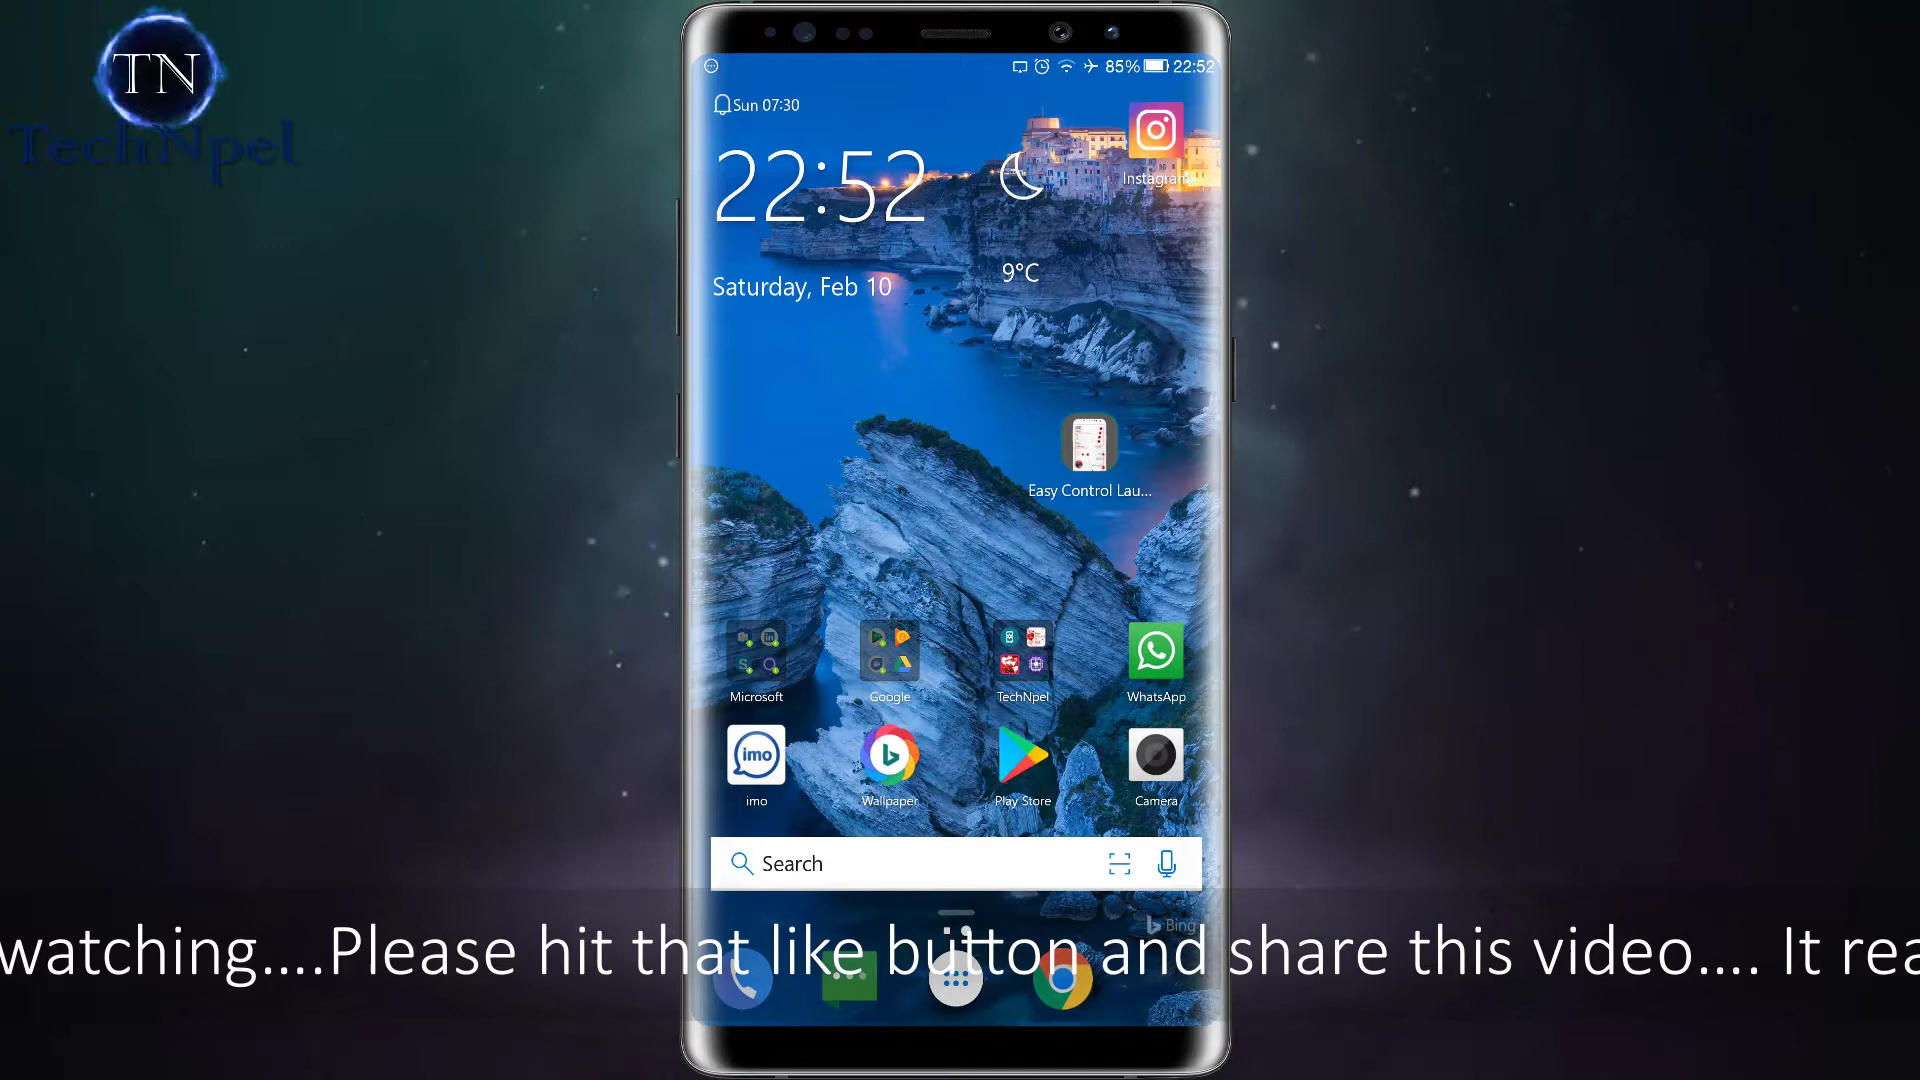 TN
TechNpel
85% 22:52
Sun 07:30
22:52
Saturday, Feb 10
9°C
Instagram
Easy Control Lau...
Microsoft
Google
TechNpel
WhatsApp
imo
imo
Wallpaper
Play Store
Camera
Search
Bing
watching....Please hit that like button and share this video.... It rea